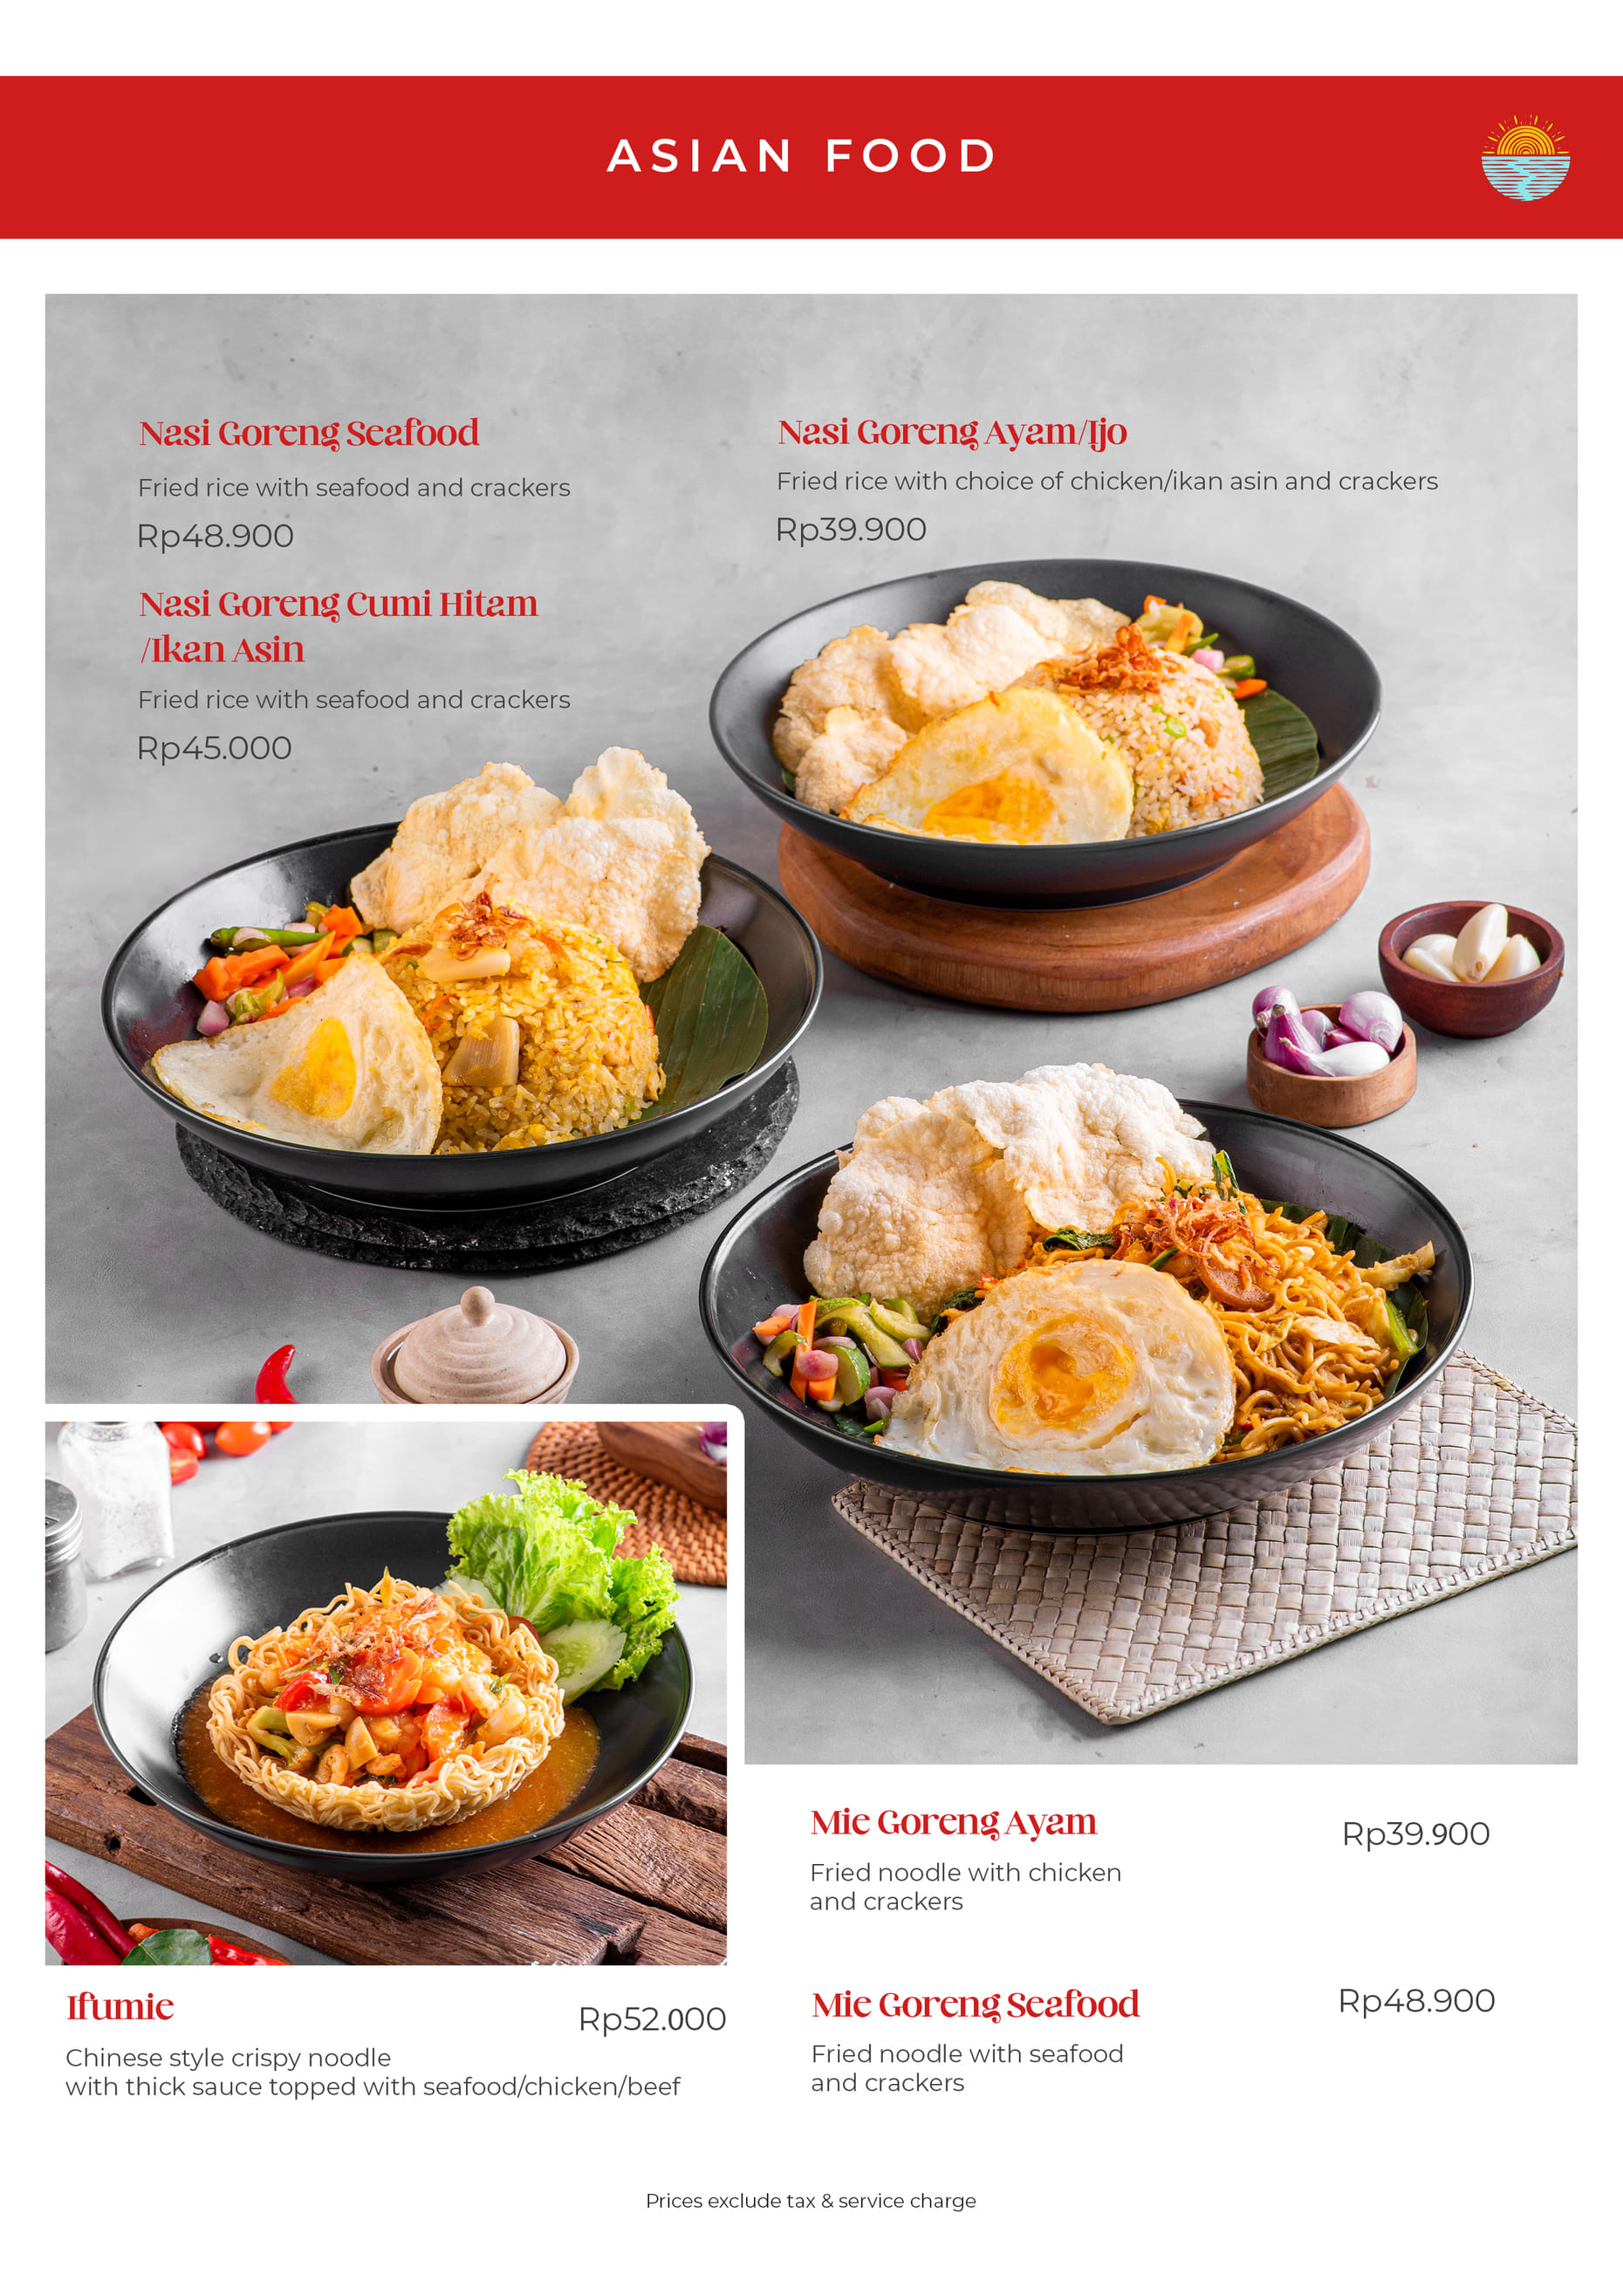 ASIAN FOOD
Nasi Goreng Seafood
Fried rice with seafood and crackers
Rp48.900
Nasi Goreng Cumi Hitam
/Ikan Asin
Fried rice with seafood and crackers
Rp45.000
Nasi Goreng Ayam/Ijo
Fried rice with choice of chicken/ikan asin and crackers
Rp39.900
Ifumie
Rp52.000
Chinese style crispy noodle
with thick sauce topped with seafood/chicken/beef
Mie Goreng Ayam
Rp39.900
Fried noodle with chicken
and crackers
Mie Goreng Seafood
Rp48.900
Fried noodle with seafood
and crackers
Prices exclude tax & service charge